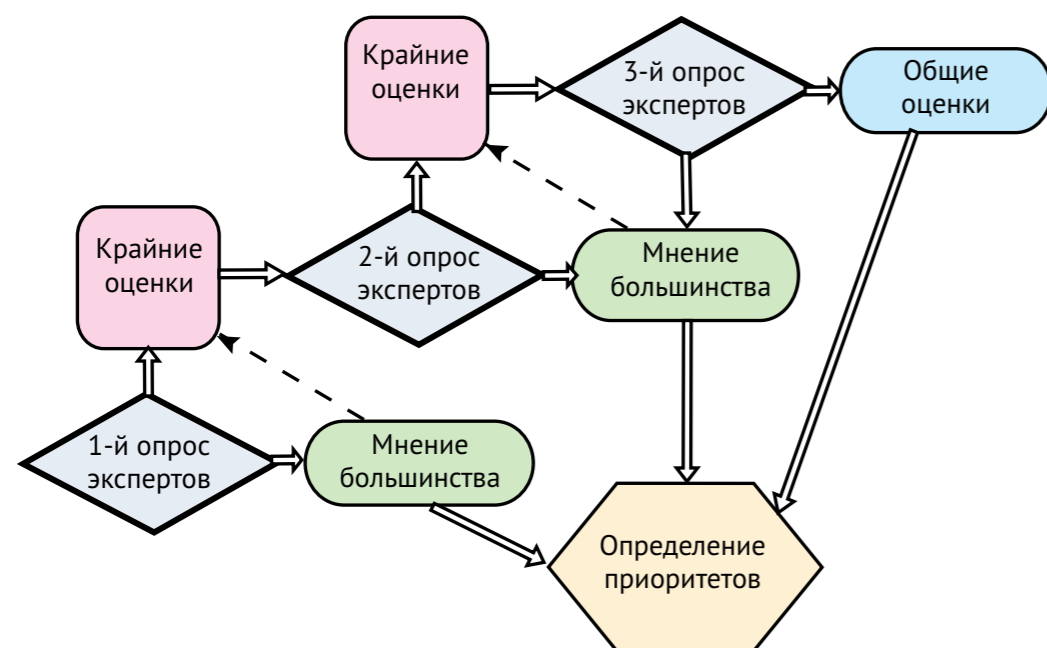 Крайние
оценки
3-й опрос
экспертов
Общие
оценки
Крайние
оценки
2-й опрос
экспертов
Мнение
большинства
1-й опрос
экспертов
Мнение
большинства
Определение
приоритетов